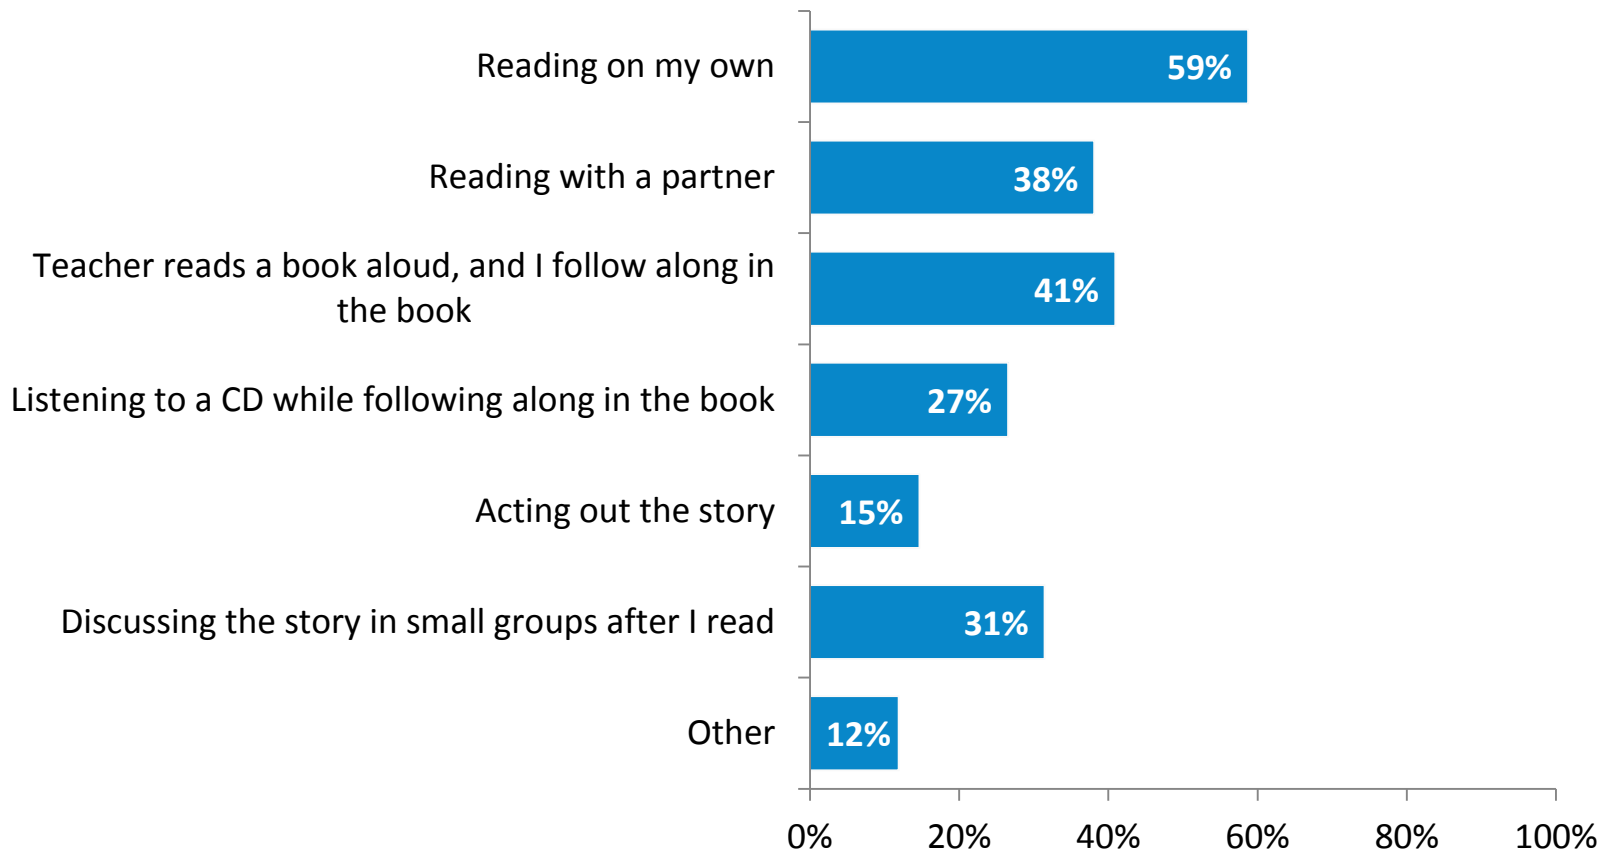 Reading on my own
59%
Reading with a partner
38%
Teacher reads a book aloud, and I follow along in
the book
41%
Listening to a CD while following along in the book
27%
Acting out the story
15%
Discussing the story in small groups after I read
31%
Other
12%
0% 20% 40% 60% 80% 100%